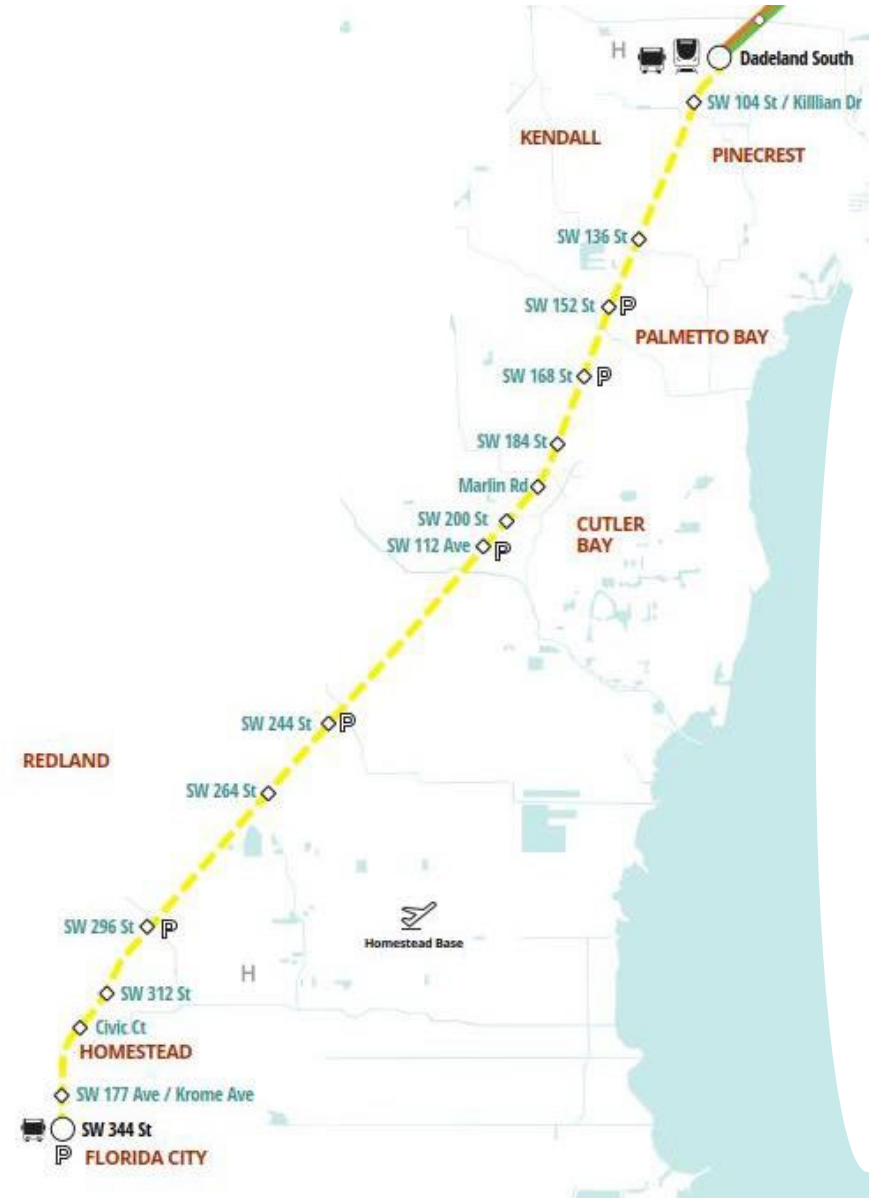 H
Dadeland South
SW 104 St / Killlian Dr
KENDALL
PINECREST
SW 136 St
SW 152 St P
PALMETTO BAY
SW 168 St P
SW 184 St
Marlin Rd
SW 200 St
CUTLER
BAY
SW 112 Ave P
SW 244 St P
REDLAND
SW 264 St
SW 296 St P
Homestead Base
H
SW 312 St
Civic Ct
HOMESTEAD
SW 177 Ave / Krome Ave
SW 344 St
P FLORIDA CITY